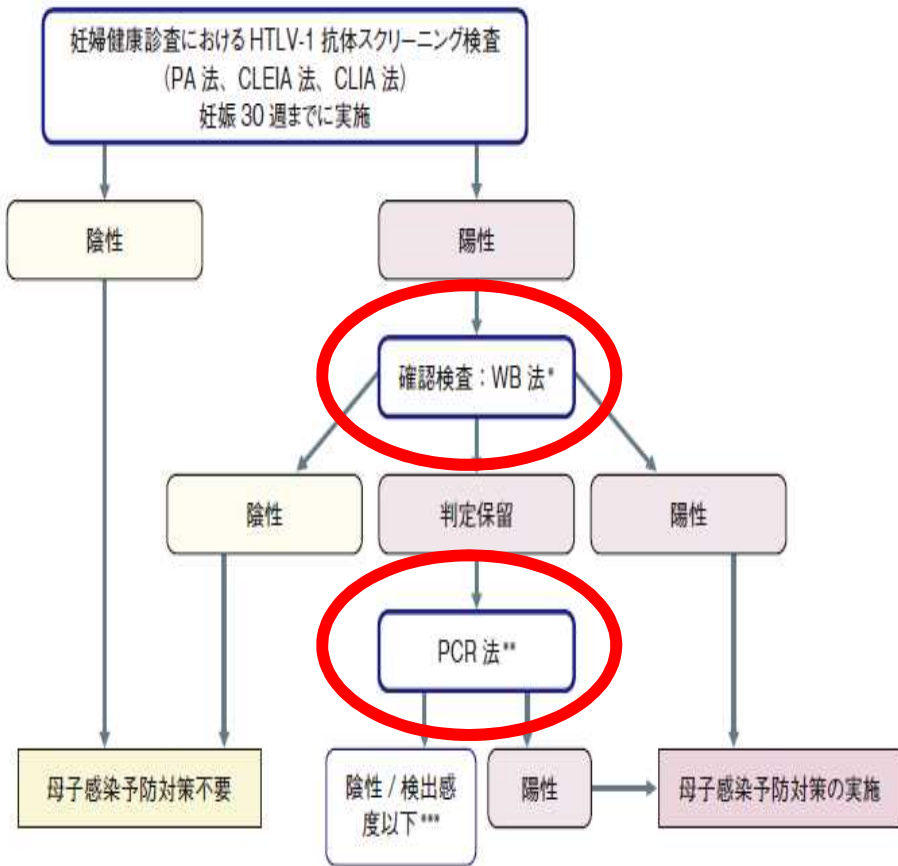 妊婦健康診査における HTLV-1 抗体スクリーニング検査
(PA 法、CLEIA 法、CLIA 法)
妊娠 30 週までに実施
陰性
陽性
確認検査：WB 法*
陰性
判定保留
陽性
PCR 法**
母子感染予防対策不要
陰性 / 検出感
度以下***
陽性
母子感染予防対策の実施